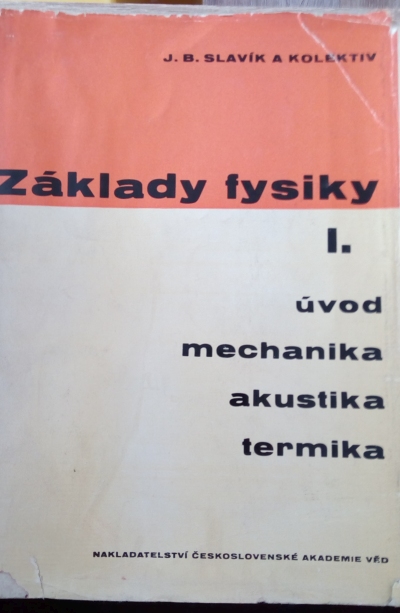 J. B. SLAVÍK A KOLEKTIV
Základy fysiky
I.
úvod
mechanika
akustika
termika
NAKLADATELSTVÍ ČESKOSLOVENSKÉ AKADEMIE VĚD